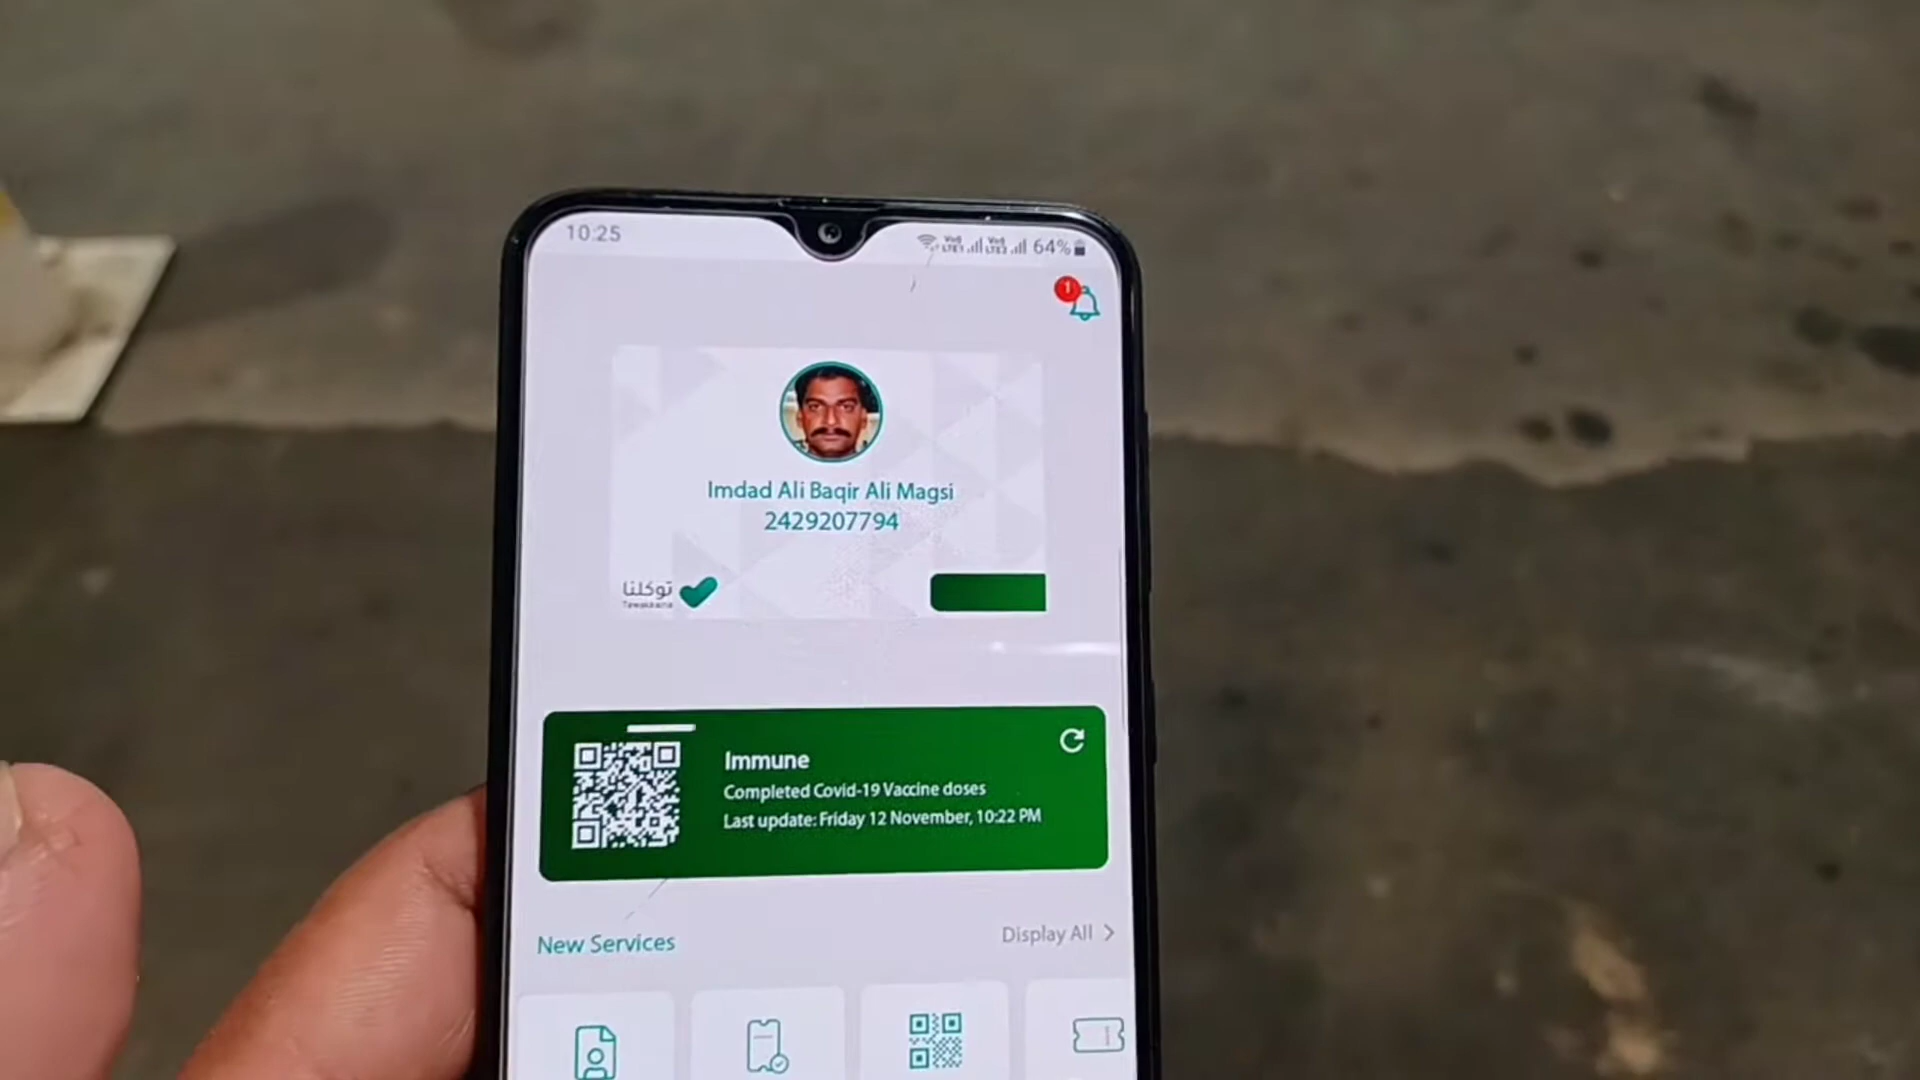 10:25
64%
1
Imdad Ali Baqir Ali Magsi
2429207794
توكلنا
Tawakkalna
Immune
Completed Covid-19 Vaccine doses
Last update: Friday 12 November, 10:22 PM
New Services
Display All